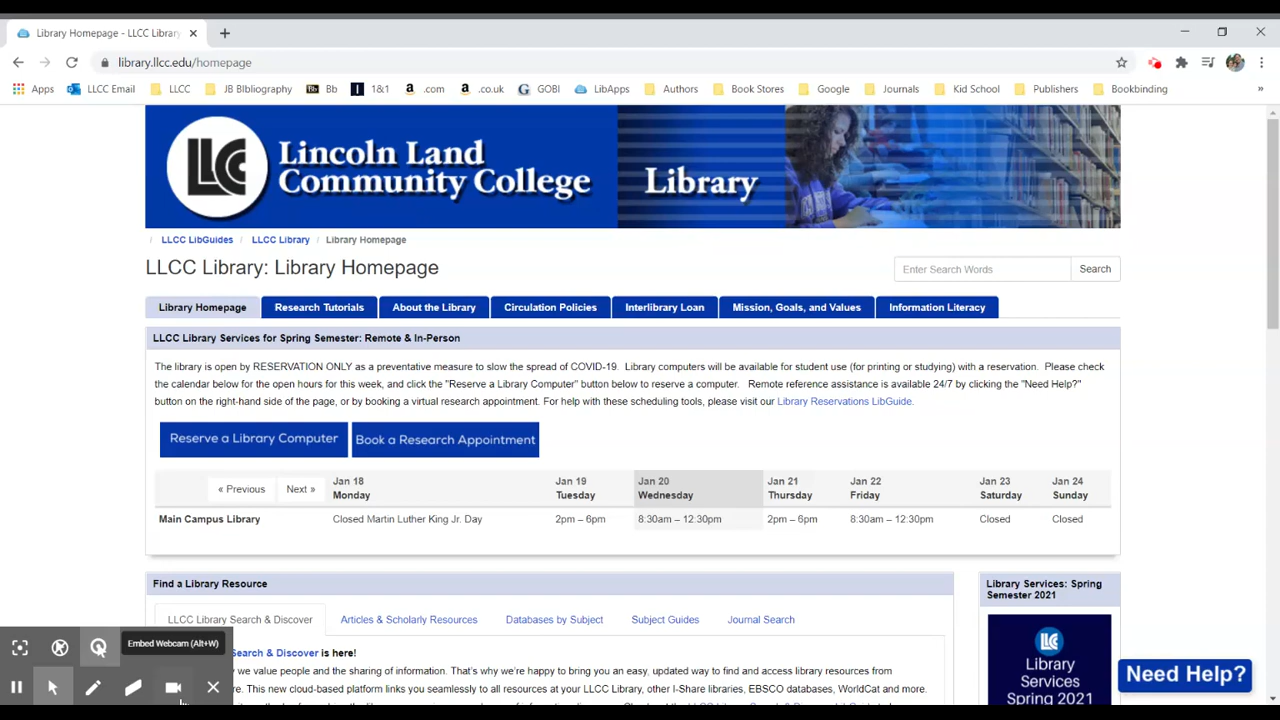 Library Homepage - LLCC Library
library.llcc.edu/homepage
Apps LLCC Email LLCC JB BIbliography Bb Bb 1&1 a .com a .co.uk G GOBI LibApps Authors Book Stores Google Journals Kid School Publishers Bookbinding »
LLC Lincoln Land Community College Library
/ LLCC LibGuides / LLCC Library / Library Homepage
LLCC Library: Library Homepage
Enter Search Words Search
Library Homepage Research Tutorials About the Library Circulation Policies Interlibrary Loan Mission, Goals, and Values Information Literacy
LLCC Library Services for Spring Semester: Remote & In-Person
The library is open by RESERVATION ONLY as a preventative measure to slow the spread of COVID-19. Library computers will be available for student use (for printing or studying) with a reservation. Please check
the calendar below for the open hours for this week, and click the "Reserve a Library Computer" button below to reserve a computer. Remote reference assistance is available 24/7 by clicking the "Need Help?"
button on the right-hand side of the page, or by booking a virtual research appointment. For help with these scheduling tools, please visit our Library Reservations LibGuide.
Reserve a Library Computer Book a Research Appointment
« Previous Next » Jan 18 Monday Jan 19 Tuesday Jan 20 Wednesday Jan 21 Thursday Jan 22 Friday Jan 23 Saturday Jan 24 Sunday
Main Campus Library Closed Martin Luther King Jr. Day 2pm – 6pm 8:30am – 12:30pm 2pm – 6pm 8:30am – 12:30pm Closed Closed
Find a Library Resource
LLCC Library Search & Discover Articles & Scholarly Resources Databases by Subject Subject Guides Journal Search
Embed Webcam (Alt+W)
earch & Discover is here!
we value people and the sharing of information. That's why we're happy to bring you an easy, updated way to find and access library resources from
re. This new cloud-based platform links you seamlessly to all resources at your LLCC Library, other I-Share libraries, EBSCO databases, WorldCat and more.
Library Services: Spring
Semester 2021
LLC
Library
Services
Spring 2021
Need Help?